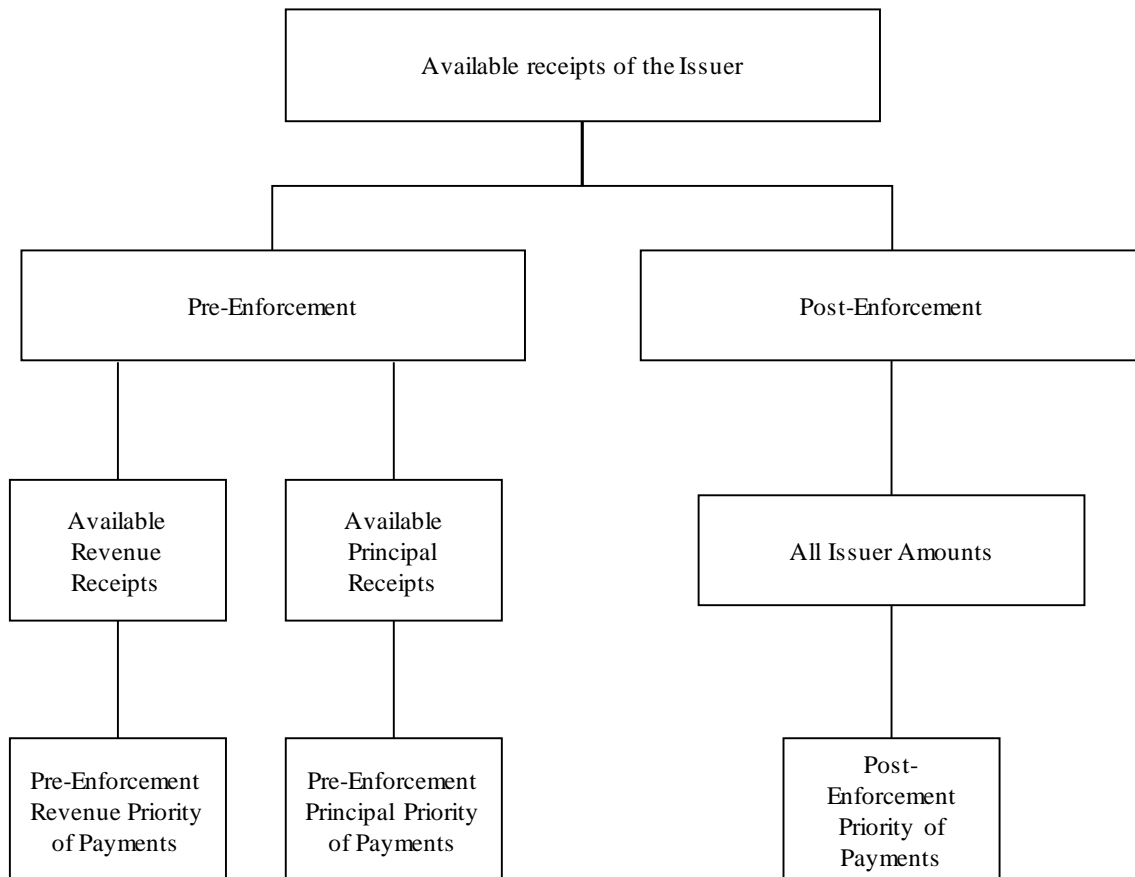 Available receipts of the Issuer
Pre-Enforcement
Post-Enforcement
Available
Revenue
Receipts
Available
Principal
Receipts
All Issuer Amounts
Pre-Enforcement
Revenue Priority
of Payments
Pre-Enforcement
Principal Priority
of Payments
Post-
Enforcement
Priority of
Payments